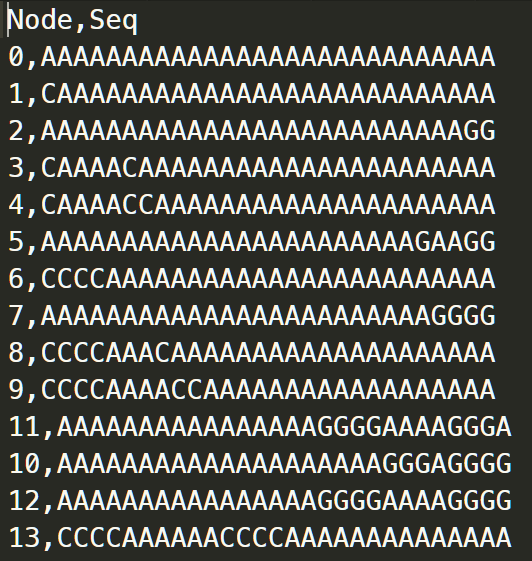 Node,Seq
0,AAAAAAAAAAAAAAAAAAAAAAAAAAAA
1,CAAAAAAAAAAAAAAAAAAAAAAAAAAA
2,AAAAAAAAAAAAAAAAAAAAAAAAAAGG
3,CAAAACAAAAAAAAAAAAAAAAAAAAAA
4,CAAAACCAAAAAAAAAAAAAAAAAAAAA
5,AAAAAAAAAAAAAAAAAAAAAAAGAAGG
6,CCCCAAAAAAAAAAAAAAAAAAAAAAAA
7,AAAAAAAAAAAAAAAAAAAAAAAAGGGG
8,CCCCAAACAAAAAAAAAAAAAAAAAAAA
9,CCCCAAAACCAAAAAAAAAAAAAAAAAA
11,AAAAAAAAAAAAAAAAGGGGAAAAGGGA
10,AAAAAAAAAAAAAAAAAAAAGGGAGGGG
12,AAAAAAAAAAAAAAAAGGGGAAAAGGGG
13,CCCCAAAAAACCCCAAAAAAAAAAAAAA